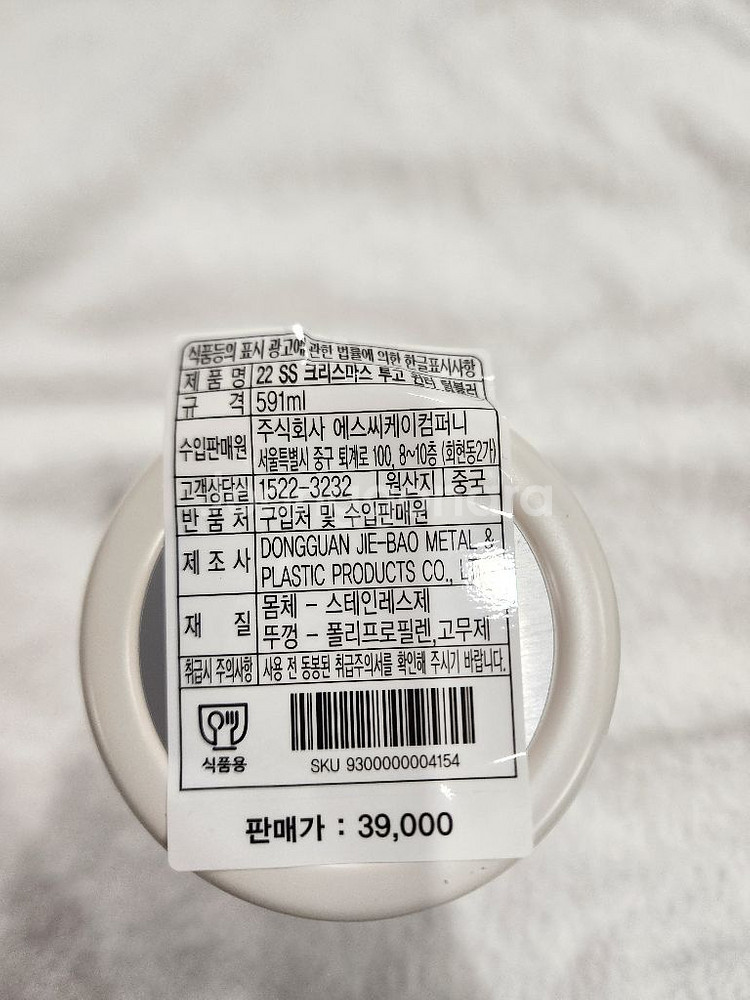 식품등의 표시 광고에 관한 법률에 의한 한글표시사항
제 품 명 22 SS 크리스마스 투고 윈터 텀블러
규 격 591ml
수입판매원 주식회사 에스씨케이컴퍼니
서울특별시 중구 퇴계로 100, 8~10층 (회현동2가)
고객상담실 1522-3232 원산지 중국
반 품 처 구입처 및 수입판매원
제 조 사 DONGGUAN JIE-BAO METAL &
PLASTIC PRODUCTS CO.,
재 질 몸체 - 스테인레스제
뚜껑 - 폴리프로필렌,고무제
취급시 주의사항 사용 전 동봉된 취급주의서를 확인해 주시기 바랍니다.
식품용
SKU 9300000004154
판매가 : 39,000